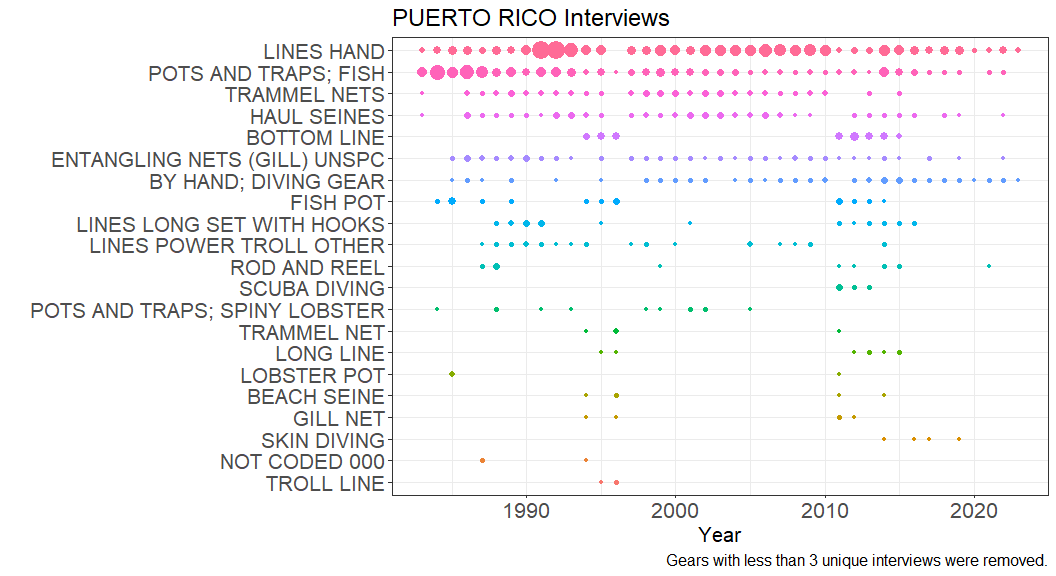 PUERTO RICO Interviews
LINES HAND
POTS AND TRAPS; FISH
TRAMMEL NETS
HAUL SEINES
BOTTOM LINE
ENTANGLING NETS (GILL) UNSPC
BY HAND; DIVING GEAR
FISH POT
LINES LONG SET WITH HOOKS
LINES POWER TROLL OTHER
ROD AND REEL
SCUBA DIVING
POTS AND TRAPS; SPINY LOBSTER
TRAMMEL NET
LONG LINE
LOBSTER POT
BEACH SEINE
GILL NET
SKIN DIVING
NOT CODED 000
TROLL LINE
1990 2000 2010 2020
Year
Gears with less than 3 unique interviews were removed.